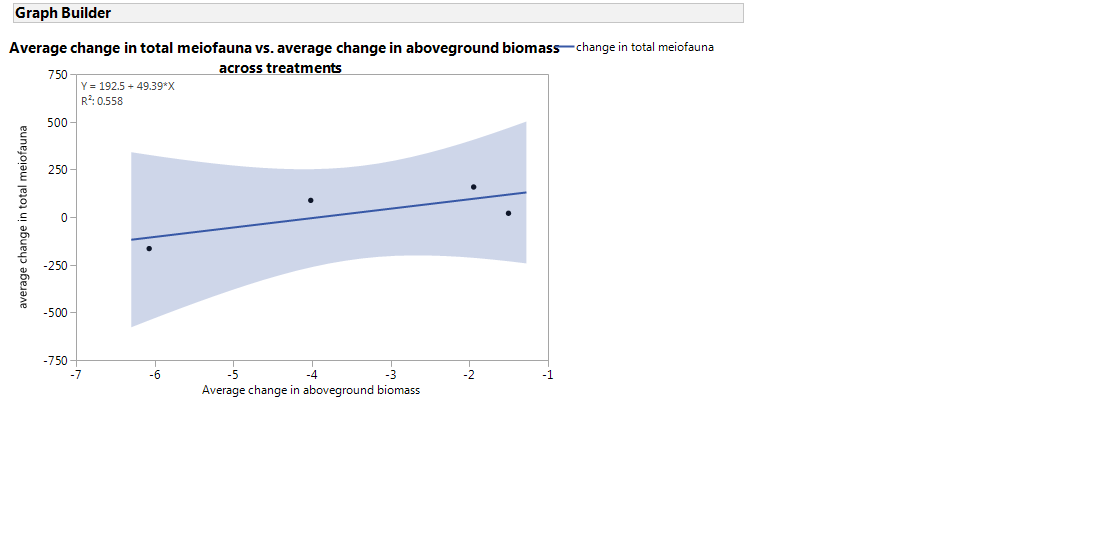 Graph Builder
Average change in total meiofauna vs. average change in aboveground biomass
across treatments
change in total meiofauna
Y = 192.5 + 49.39*X
R²: 0.558
average change in total meiofauna
750
500
250
0
-250
-500
-750
-7 -6 -5 -4 -3 -2 -1
Average change in aboveground biomass